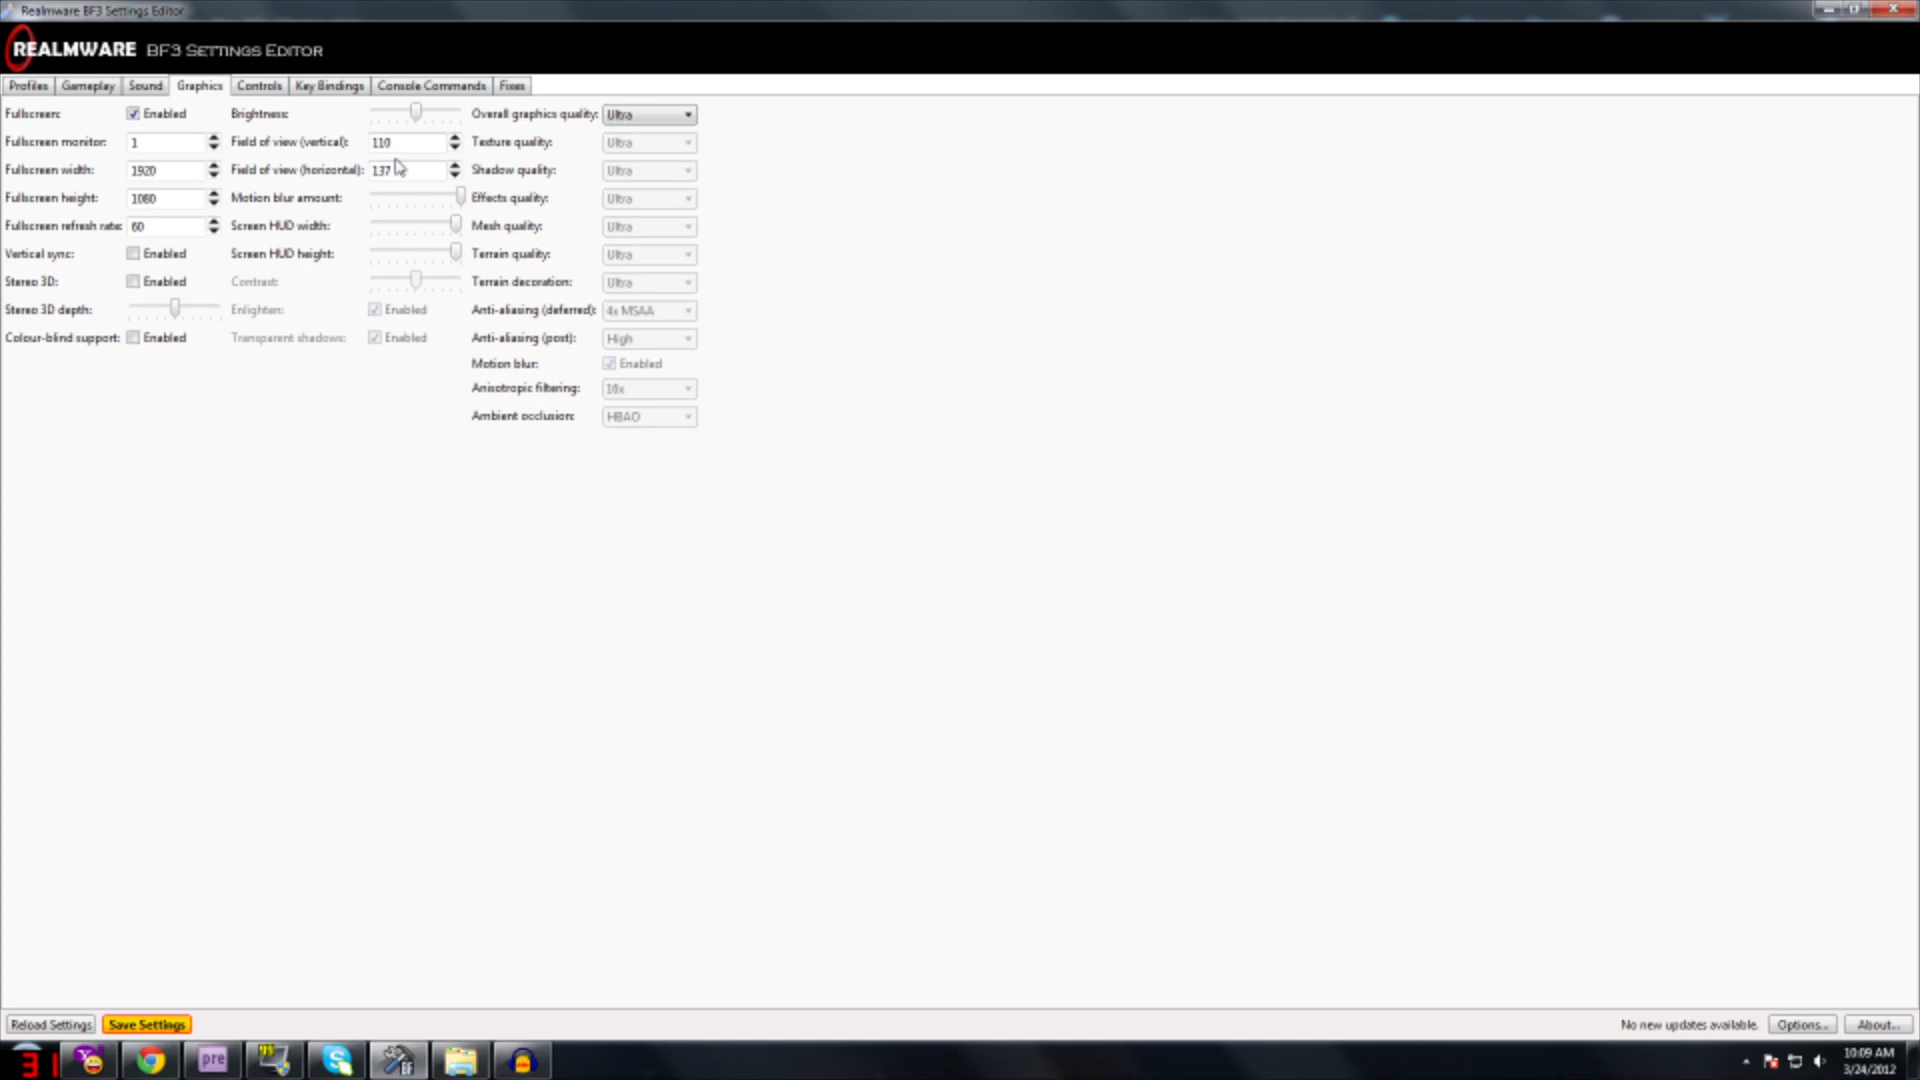 Realmware BF3 Settings Editor
REALMWARE BF3 SETTINGS EDITOR
Profiles Gameplay Sound Graphics Controls Key Bindings Console Commands Fixes
Fullscreen: Enabled Brightness: Overall graphics quality: Ultra
Fullscreen monitor: 1 Field of view (vertical): 110 Texture quality: Ultra
Fullscreen width: 1920 Field of view (horizontal): 137 Shadow quality: Ultra
Fullscreen height: 1080 Motion blur amount: Effects quality: Ultra
Fullscreen refresh rate: 60 Screen HUD width: Mesh quality: Ultra
Vertical sync: Enabled Screen HUD height: Terrain quality: Ultra
Stereo 3D: Enabled Contrast: Terrain decoration: Ultra
Stereo 3D depth: Enlighten: Enabled Anti-aliasing (deferred): 4x MSAA
Colour-blind support: Enabled Transparent shadows: Enabled Anti-aliasing (post): High
Motion blur: Enabled
Anisotropic filtering: 16x
Ambient occlusion: HBAO
Reload Settings Save Settings No new updates available. Options... About...
31 pre 10:09 AM
3/24/2012